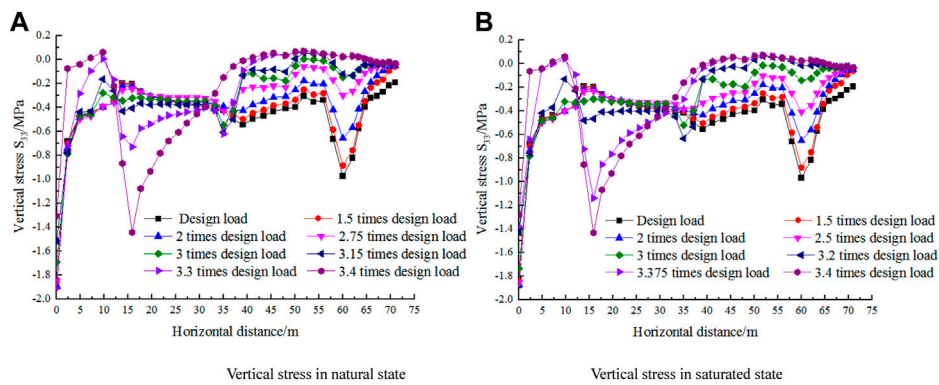 A
B
Vertical stress S33/MPa
0.2
0.0
-0.2
-0.4
-0.6
-0.8
-1.0
-1.2
-1.4
-1.6
-1.8
-2.0
0 5 10 15 20 25 30 35 40 45 50 55 60 65 70 75
Horizontal distance/m
Design load
1.5 times design load
2 times design load
2.75 times design load
3 times design load
3.15 times design load
3.3 times design load
3.4 times design load
Vertical stress in natural state
Vertical stress S33/MPa
0.2
0.0
-0.2
-0.4
-0.6
-0.8
-1.0
-1.2
-1.4
-1.6
-1.8
-2.0
0 5 10 15 20 25 30 35 40 45 50 55 60 65 70 75
Horizontal distance/m
Design load
1.5 times design load
2 times design load
2.5 times design load
3 times design load
3.2 times design load
3.375 times design load
3.4 times design load
Vertical stress in saturated state